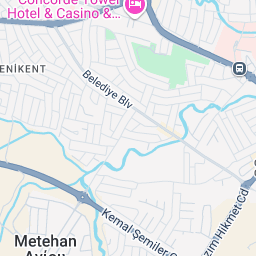 Concorde Tower
Hotel & Casino &...
ENİKENT
Belediye Blv
Metehan
Kemal Şemiler
zım Hikmet Cd